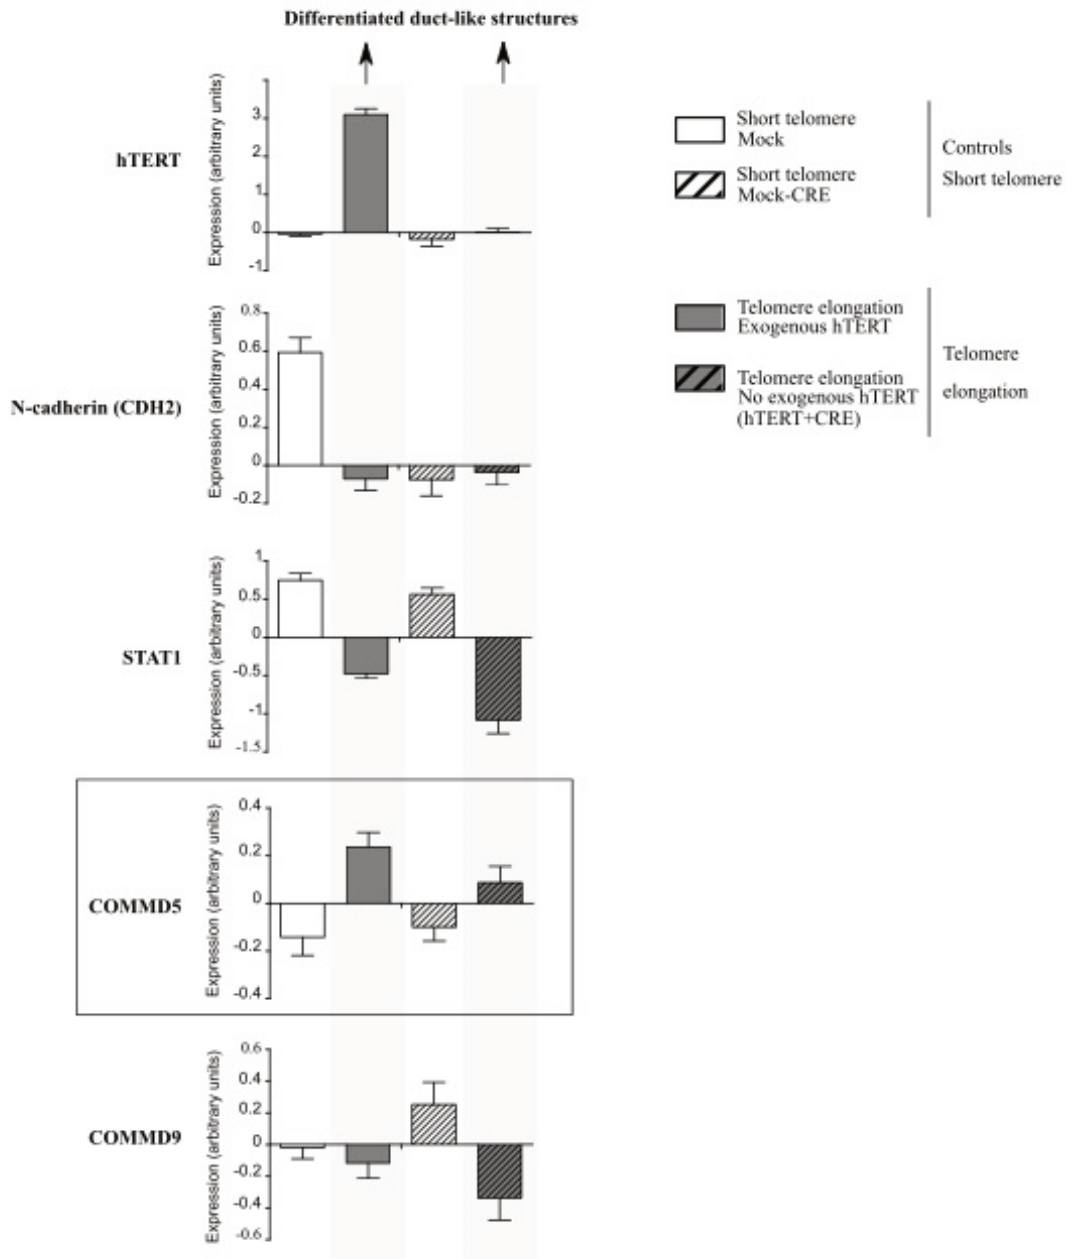 Differentiated duct-like structures
hTERT
Expression (arbitrary units)
3
2
1
0
-1
Short telomere
Mock
Short telomere
Mock-CRE
Controls
Short telomere
Telomere elongation
Exogenous hTERT
Telomere elongation
No exogenous hTERT
(hTERT+CRE)
Telomere
elongation
N-cadherin (CDH2)
Expression (arbitrary units)
0.8
0.6
0.4
0.2
0
-0.2
STAT1
Expression (arbitrary units)
1
0.5
0
-0.5
-1
-1.5
COMMD5
Expression (arbitrary units)
0.4
0.2
0
-0.2
-0.4
COMMD9
Expression (arbitrary units)
0.6
0.4
0.2
0
-0.2
-0.4
-0.6